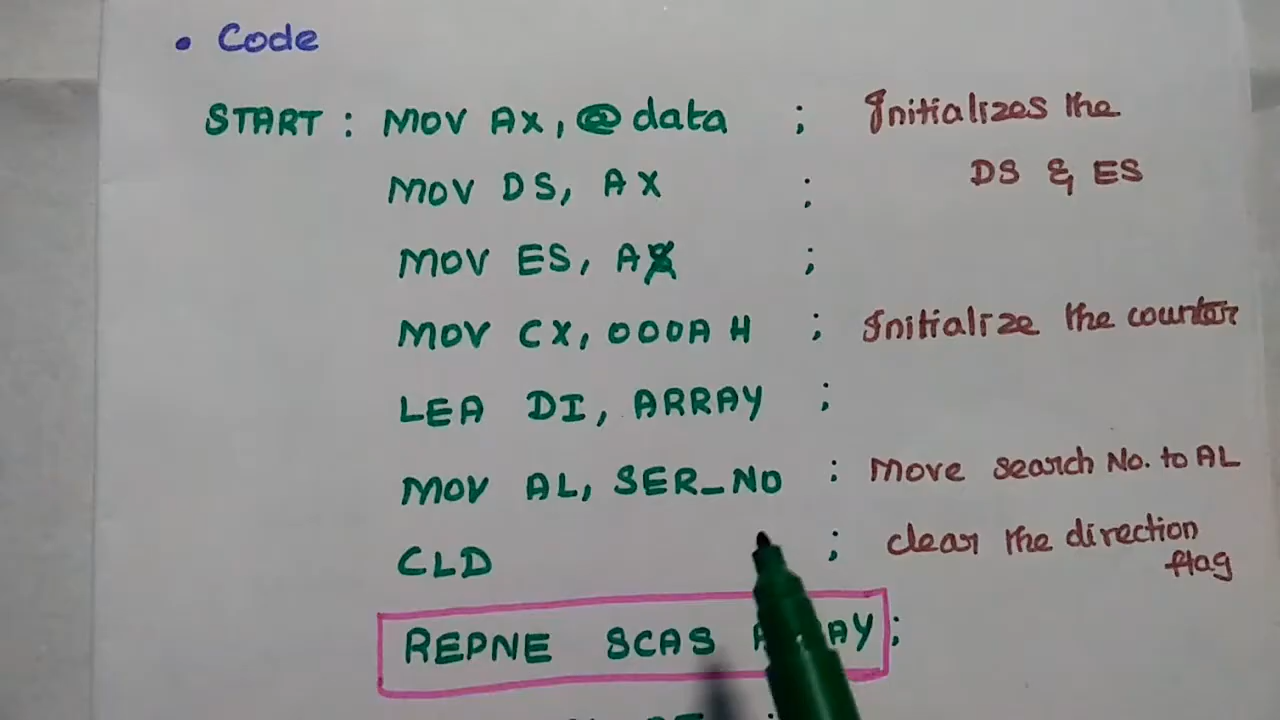 • Code
START : MOV AX, @data ; Initializes the
MOV DS, AX ; DS & ES
MOV ES, AX ;
MOV CX, 000A H ; Initialize the counter
LEA DI, ARRAY ;
MOV AL, SER_NO ; Move search No. to AL
CLD ; clear the direction
flag
REPNE SCAS ;